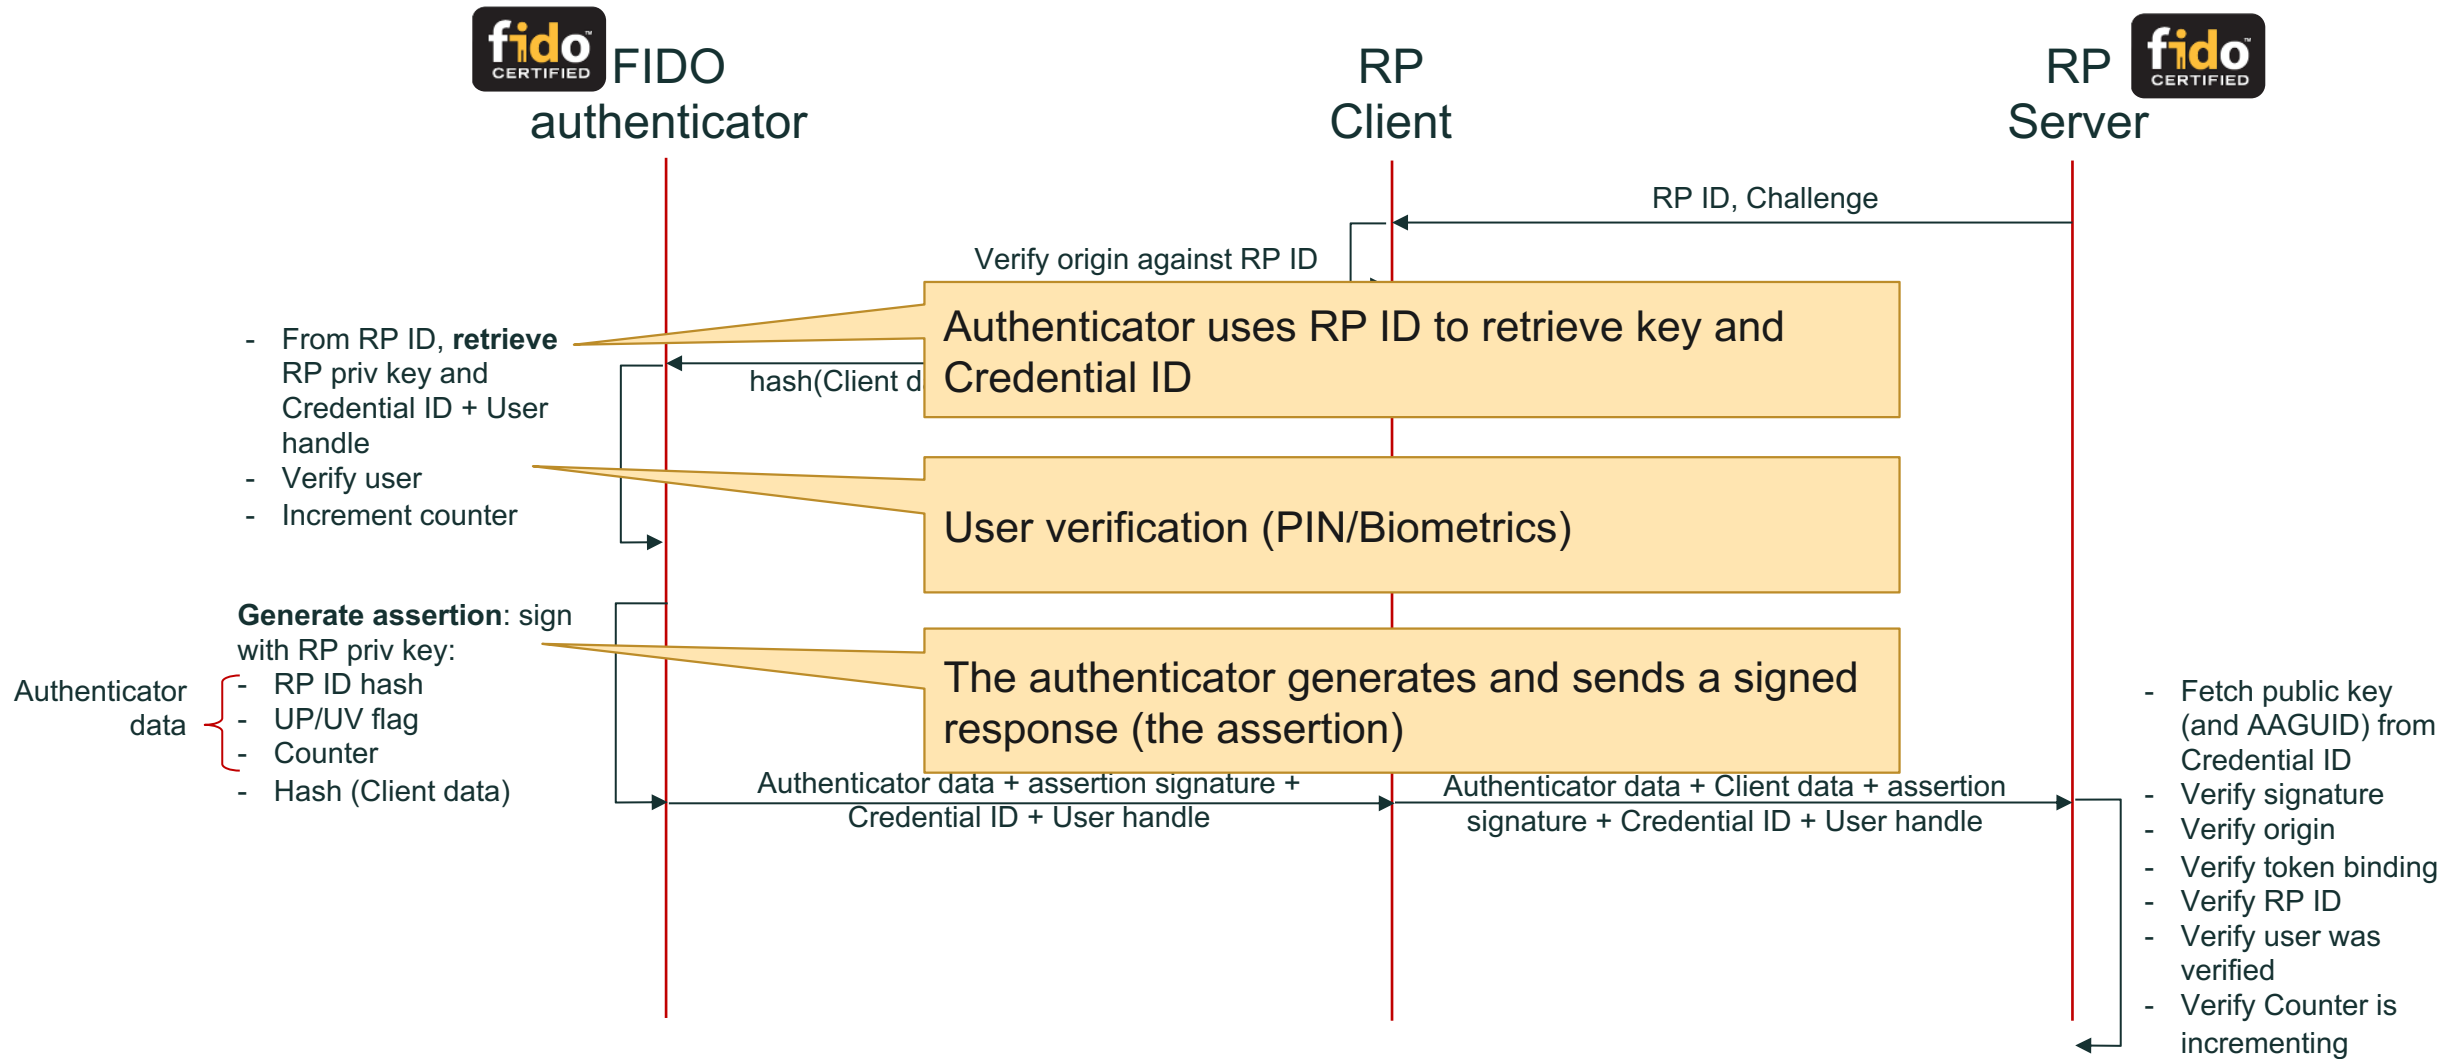 fido™
CERTIFIED
FIDO
authenticator
RP
Client
RP
Server
fido™
CERTIFIED
RP ID, Challenge
Verify origin against RP ID
Authenticator uses RP ID to retrieve key and
Credential ID
- From RP ID, retrieve
RP priv key and
Credential ID + User
handle
- Verify user
- Increment counter
hash(Client d
User verification (PIN/Biometrics)
Generate assertion: sign
with RP priv key:
- RP ID hash
- UP/UV flag
- Counter
- Hash (Client data)
Authenticator
data
The authenticator generates and sends a signed
response (the assertion)
Authenticator data + assertion signature +
Credential ID + User handle
Authenticator data + Client data + assertion
signature + Credential ID + User handle
- Fetch public key
(and AAGUID) from
Credential ID
- Verify signature
- Verify origin
- Verify token binding
- Verify RP ID
- Verify user was
verified
- Verify Counter is
incrementing